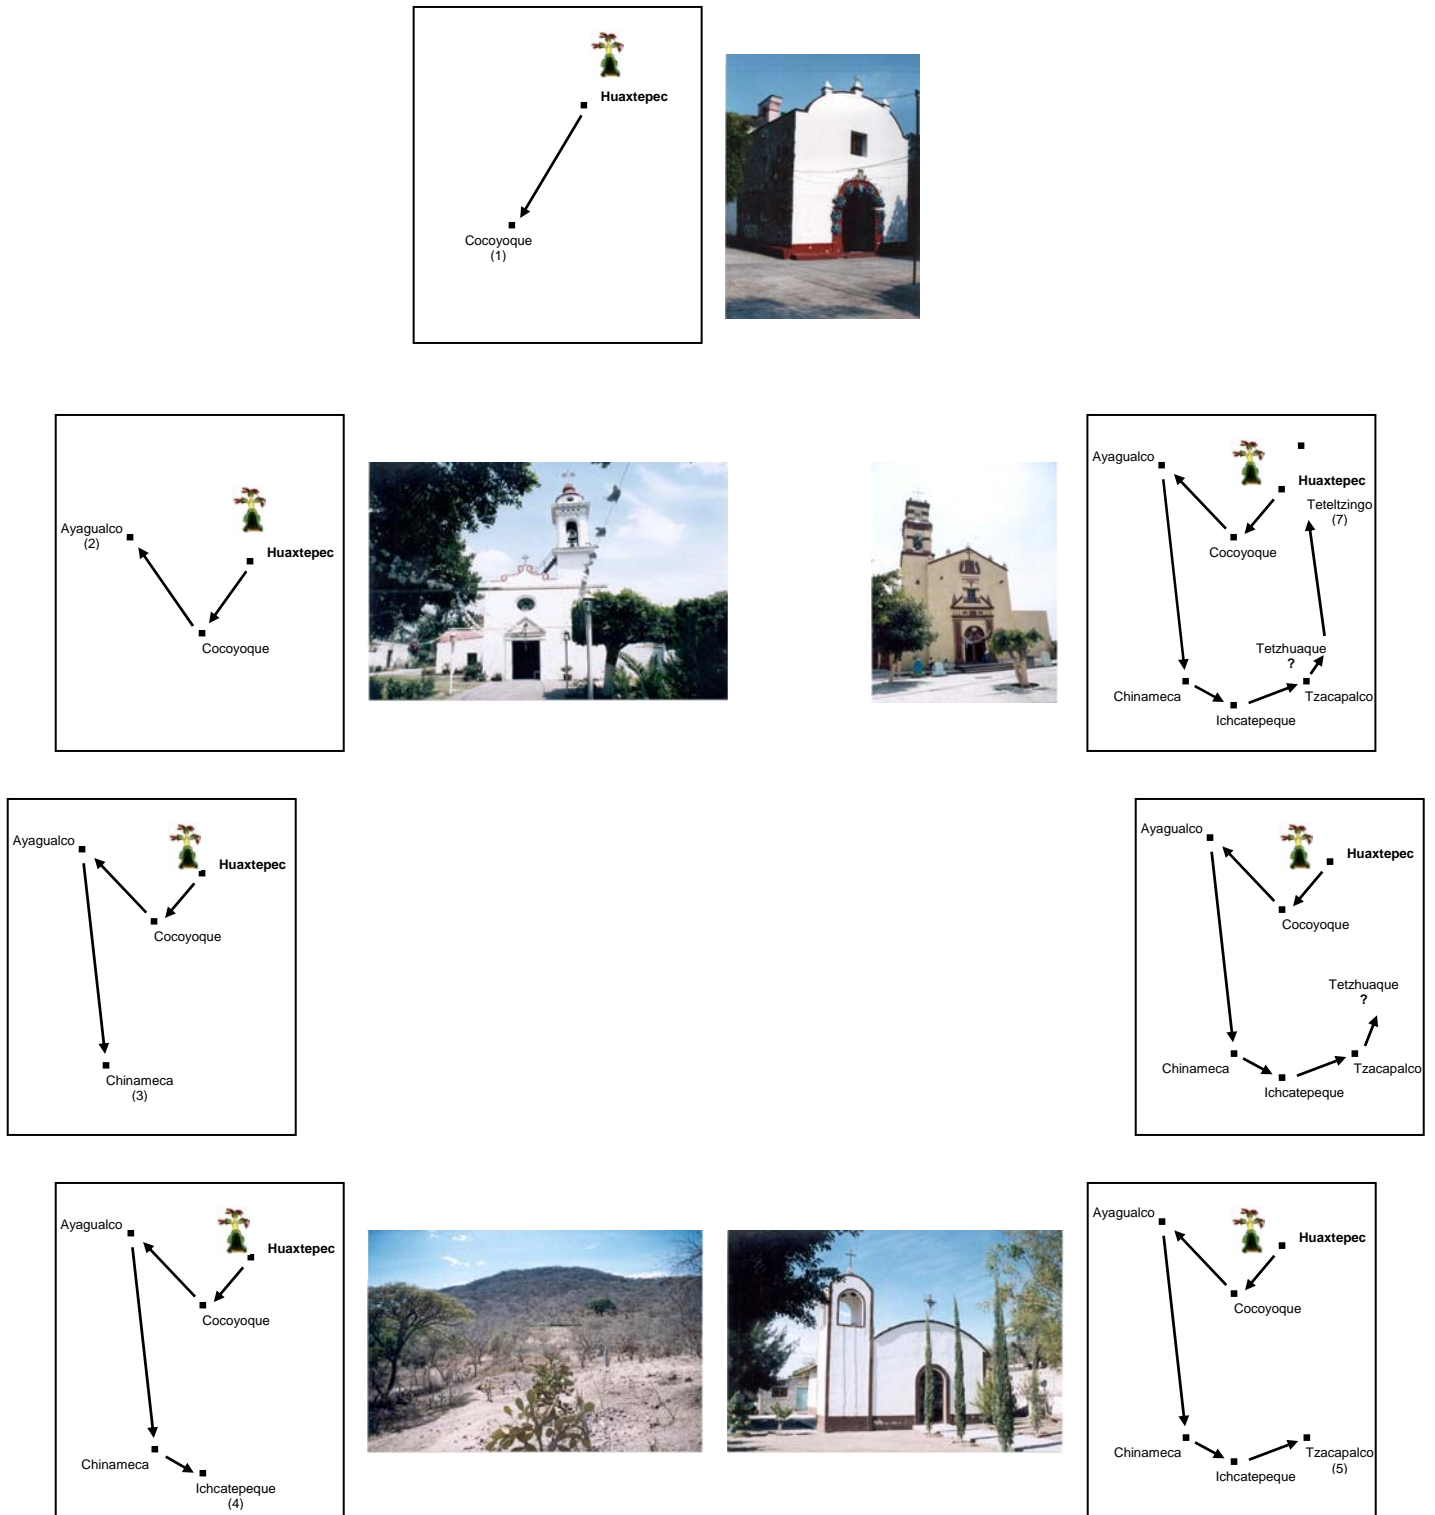 Huaxtepec
Cocoyoque
(1)
Ayagualco
(2)
Huaxtepec
Cocoyoque
Ayagualco
Huaxtepec
Teteltzingo
(7)
Cocoyoque
Tetzhuaque
?
Chinameca
Tzacapalco
Ichcatepeque
Ayagualco
Huaxtepec
Cocoyoque
Chinameca
(3)
Ayagualco
Huaxtepec
Cocoyoque
Tetzhuaque
?
Chinameca
Tzacapalco
Ichcatepeque
Ayagualco
Huaxtepec
Cocoyoque
Chinameca
Ichcatepeque
(4)
Ayagualco
Huaxtepec
Cocoyoque
Chinameca
Tzacapalco
(5)
Ichcatepeque